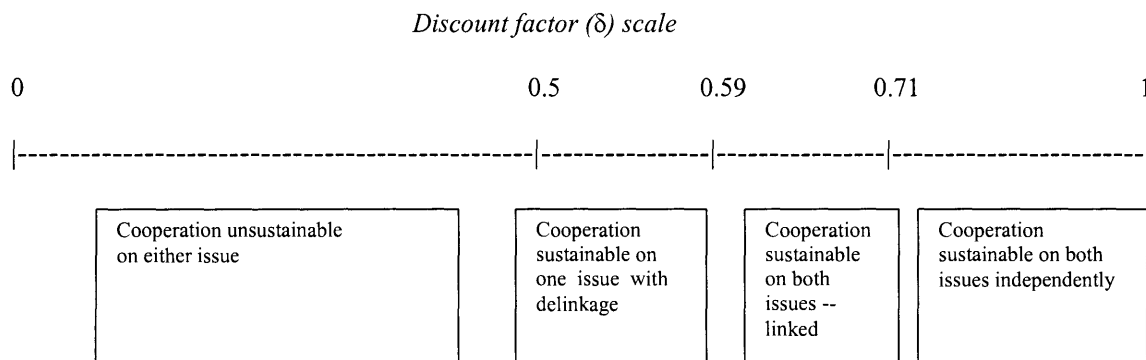 Discount factor (δ) scale
0 0.5 0.59 0.71 1
Cooperation unsustainable
on either issue
Cooperation
sustainable on
one issue with
delinkage
Cooperation
sustainable
on both
issues --
linked
Cooperation
sustainable on both
issues independently